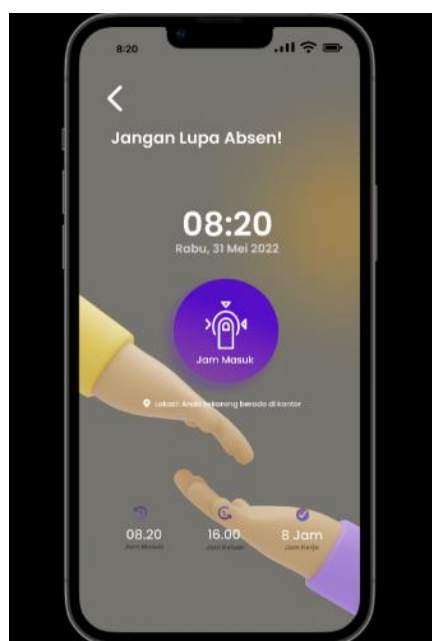 8:20
Jangan Lupa Absen!
08:20
Rabu, 31 Mei 2022
Jam Masuk
Lokasi: Anda sekarang berada di kantor
08.20 16.00 8 Jam
Jam Masuk Jam Keluar Jam Kerja